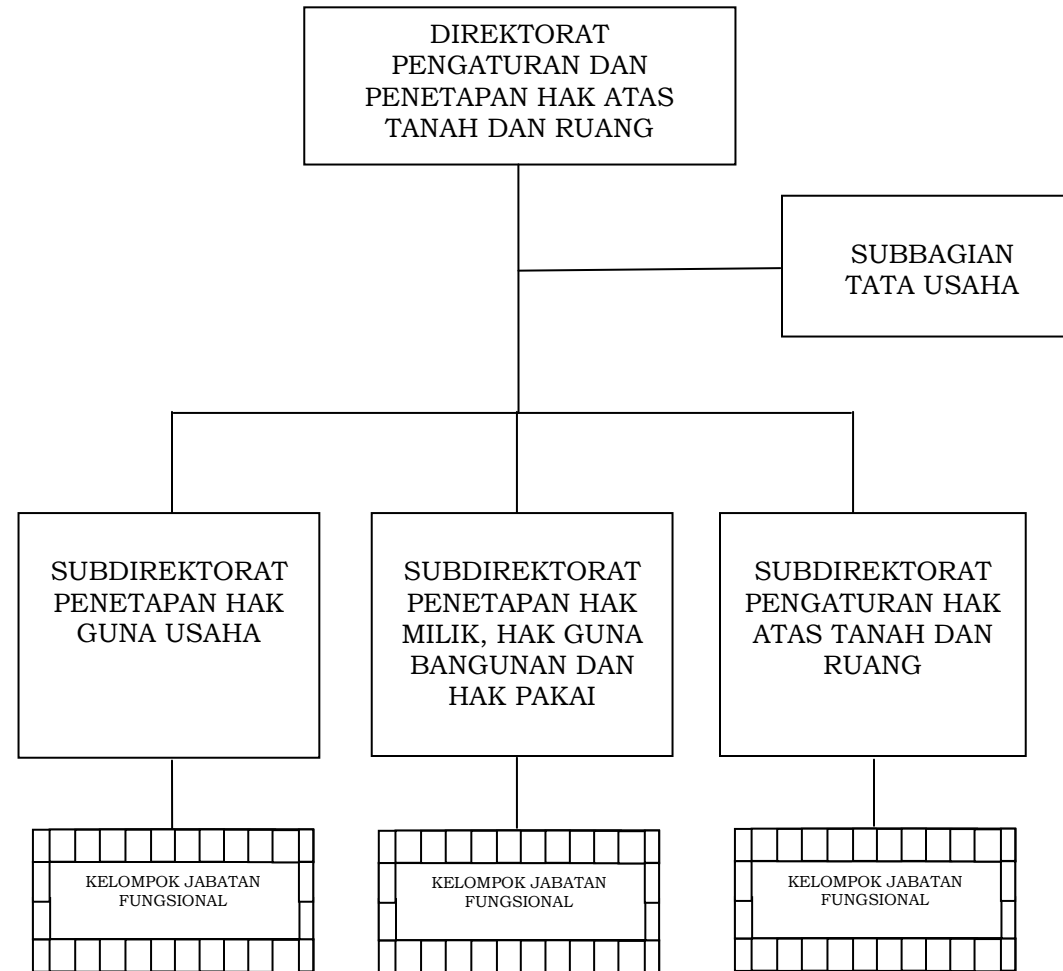 DIREKTORAT
PENGATURAN DAN
PENETAPAN HAK ATAS
TANAH DAN RUANG
SUBBAGIAN
TATA USAHA
SUBDIREKTORAT
PENETAPAN HAK
GUNA USAHA
SUBDIREKTORAT
PENETAPAN HAK
MILIK, HAK GUNA
BANGUNAN DAN
HAK PAKAI
SUBDIREKTORAT
PENGATURAN HAK
ATAS TANAH DAN
RUANG
KELOMPOK JABATAN
FUNGSIONAL
KELOMPOK JABATAN
FUNGSIONAL
KELOMPOK JABATAN
FUNGSIONAL